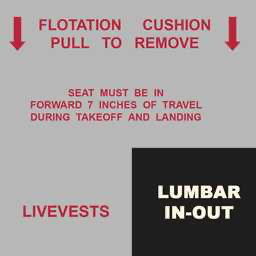 FLOTATION CUSHION
PULL TO REMOVE
SEAT MUST BE IN
FORWARD 7 INCHES OF TRAVEL
DURING TAKEOFF AND LANDING
LIVEVESTS
LUMBAR
IN-OUT